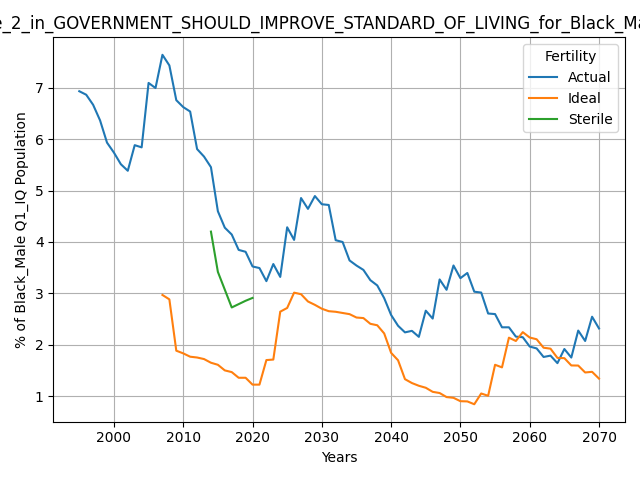 _2_in_GOVERNMENT_SHOULD_IMPROVE_STANDARD_OF_LIVING_for_Black_Ma
% of Black_Male Q1_IQ Population
7
6
5
4
3
2
1
Fertility
Actual
Ideal
Sterile
2000 2010 2020 2030 2040 2050 2060 2070
Years